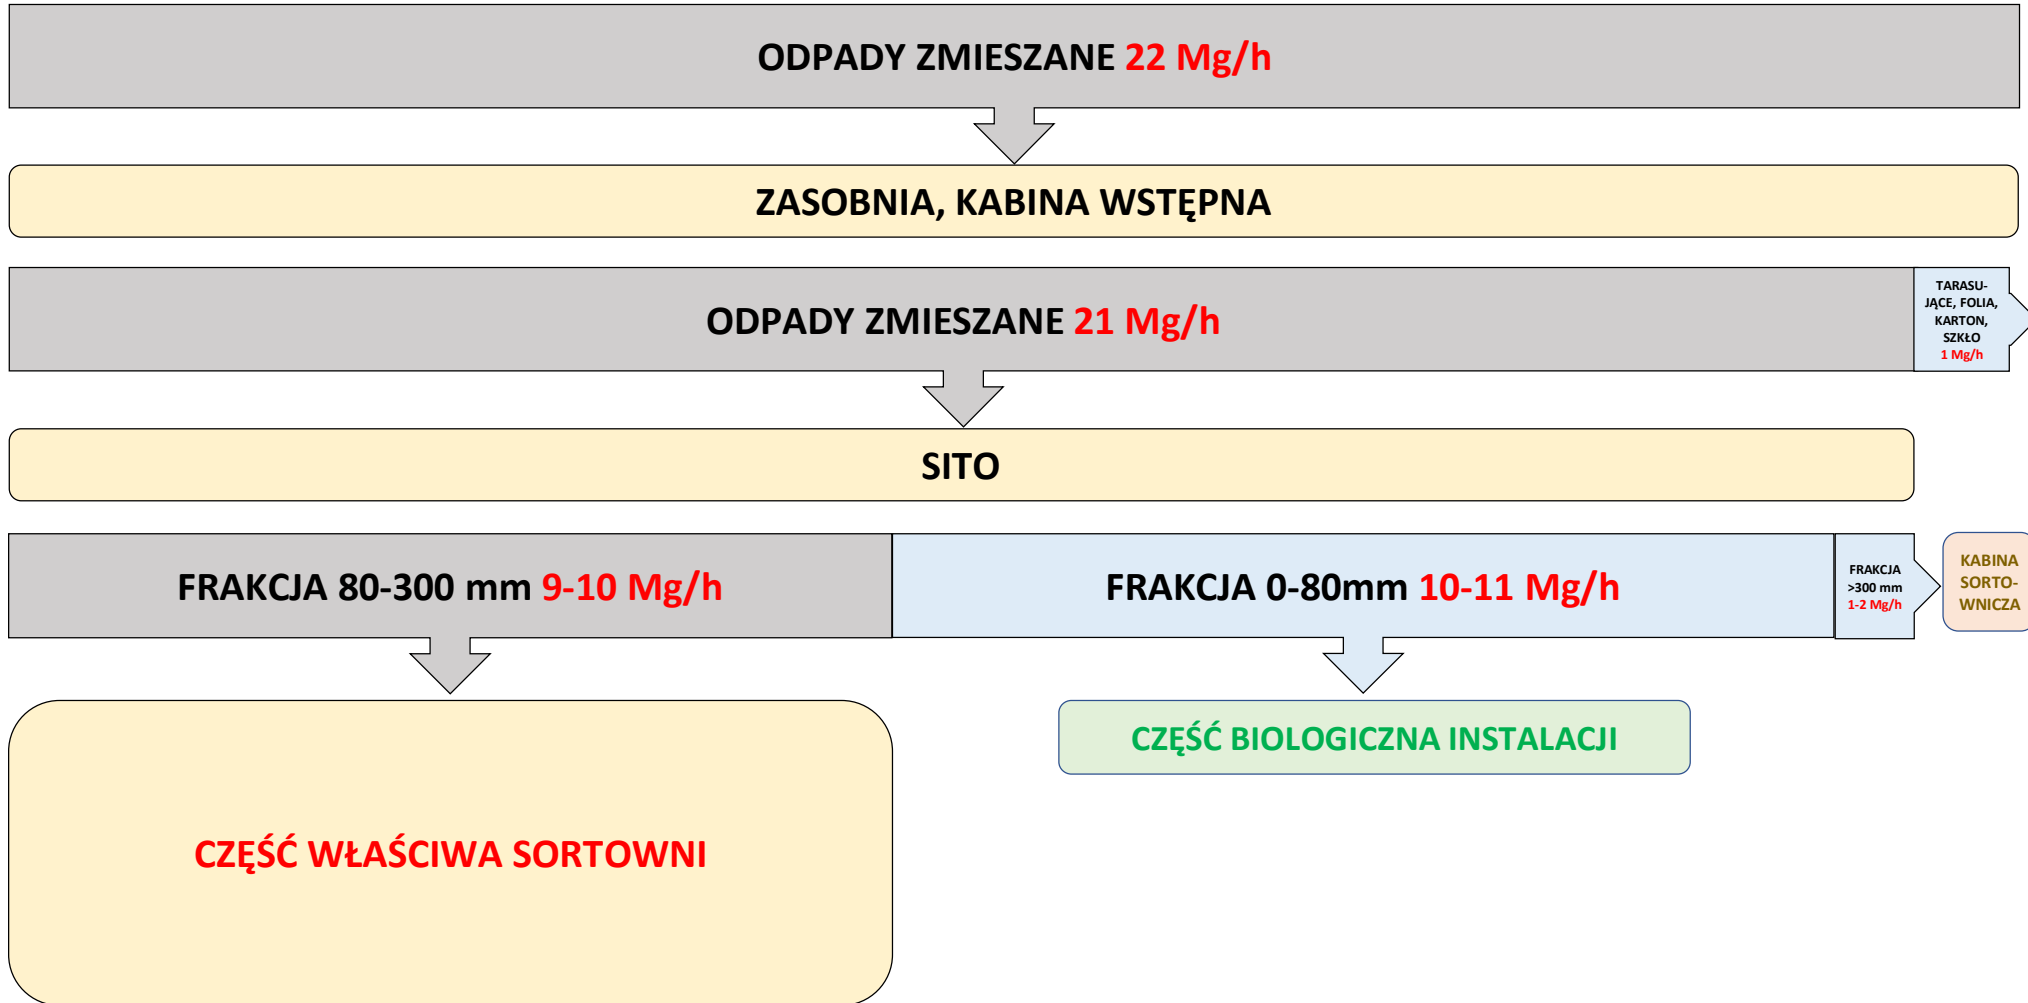 ODPADY ZMIESZANE 22 Mg/h
ZASOBNIA, KABINA WSTĘPNA
ODPADY ZMIESZANE 21 Mg/h
TARASU-
JĄCE, FOLIA,
KARTON,
SZKŁO
1 Mg/h
SITO
FRAKCJA 80-300 mm 9-10 Mg/h
FRAKCJA 0-80mm 10-11 Mg/h
FRAKCJA
>300 mm
1-2 Mg/h
KABINA
SORTO-
WNICZA
CZĘŚĆ BIOLOGICZNA INSTALACJI
CZĘŚĆ WŁAŚCIWA SORTOWNI